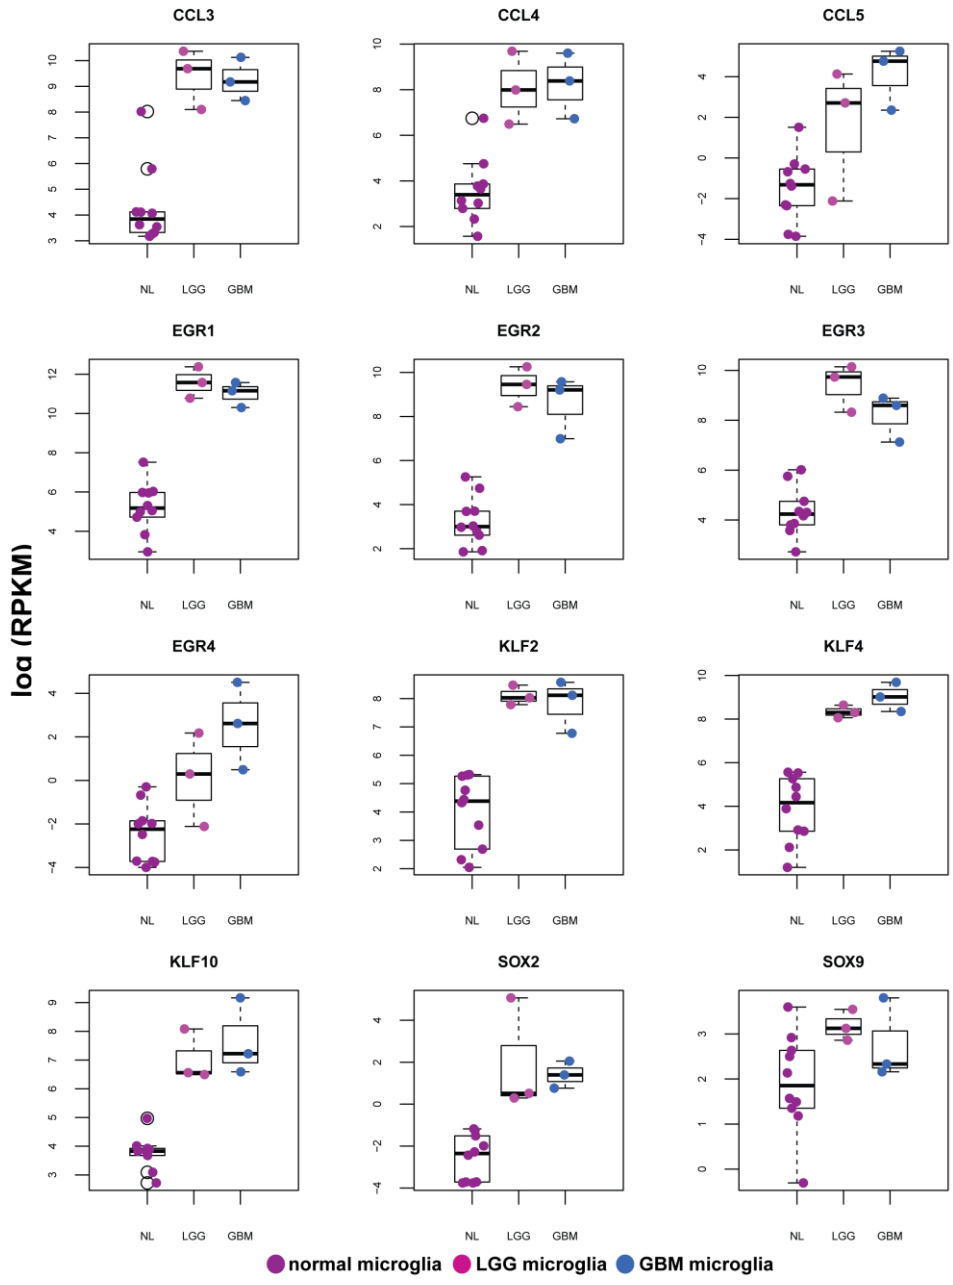 CCL3 CCL4 CCL5
10 9 8 7 6 5 4 3
10 8 6 4 2
4 2 0 −2 −4
NL LGG GBM NL LGG GBM NL LGG GBM
EGR1 EGR2 EGR3
12 10 8 6 4
10 8 6 4 2
10 8 6 4
NL LGG GBM NL LGG GBM NL LGG GBM
log (RPKM)
EGR4 KLF2 KLF4
4 2 0 −2 −4
8 7 6 5 4 3 2
10 8 6 4 2
NL LGG GBM NL LGG GBM NL LGG GBM
KLF10 SOX2 SOX9
9 8 7 6 5 4 3
4 2 0 −2 −4
3 2 1 0
NL LGG GBM NL LGG GBM NL LGG GBM
normal microglia LGG microglia GBM microglia